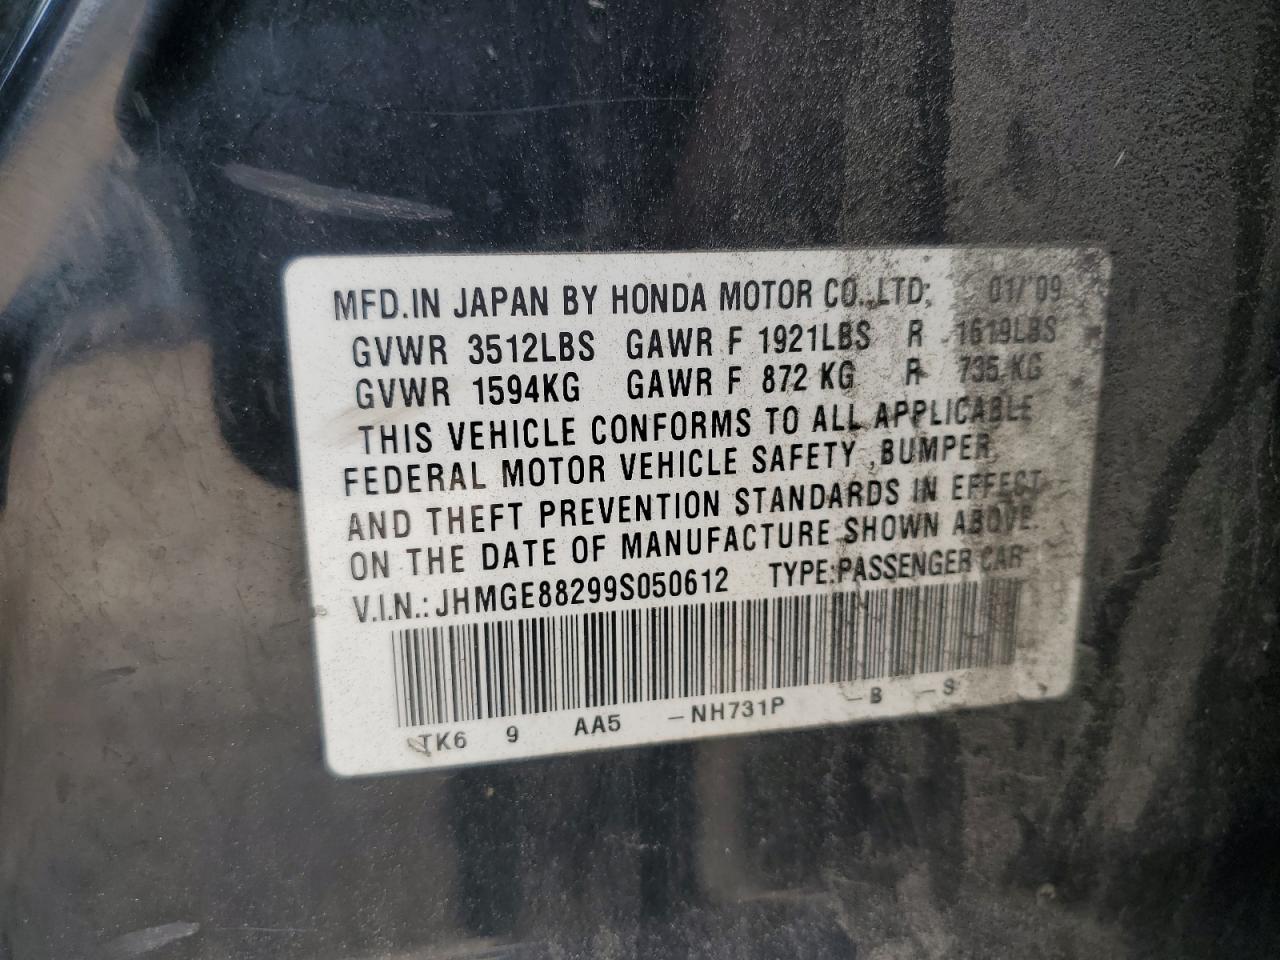 MFD.IN JAPAN BY HONDA MOTOR CO.,LTD; 01/'09
GVWR 3512LBS GAWR F 1921LBS R 1619LBS
GVWR 1594KG GAWR F 872 KG R 735 KG
THIS VEHICLE CONFORMS TO ALL APPLICABLE
FEDERAL MOTOR VEHICLE SAFETY ,BUMPER,
AND THEFT PREVENTION STANDARDS IN EFFECT
ON THE DATE OF MANUFACTURE SHOWN ABOVE.
V.I.N.: JHMGE88299S050612 TYPE:PASSENGER CAR
TK6 9 AA5 -NH731P -B -S